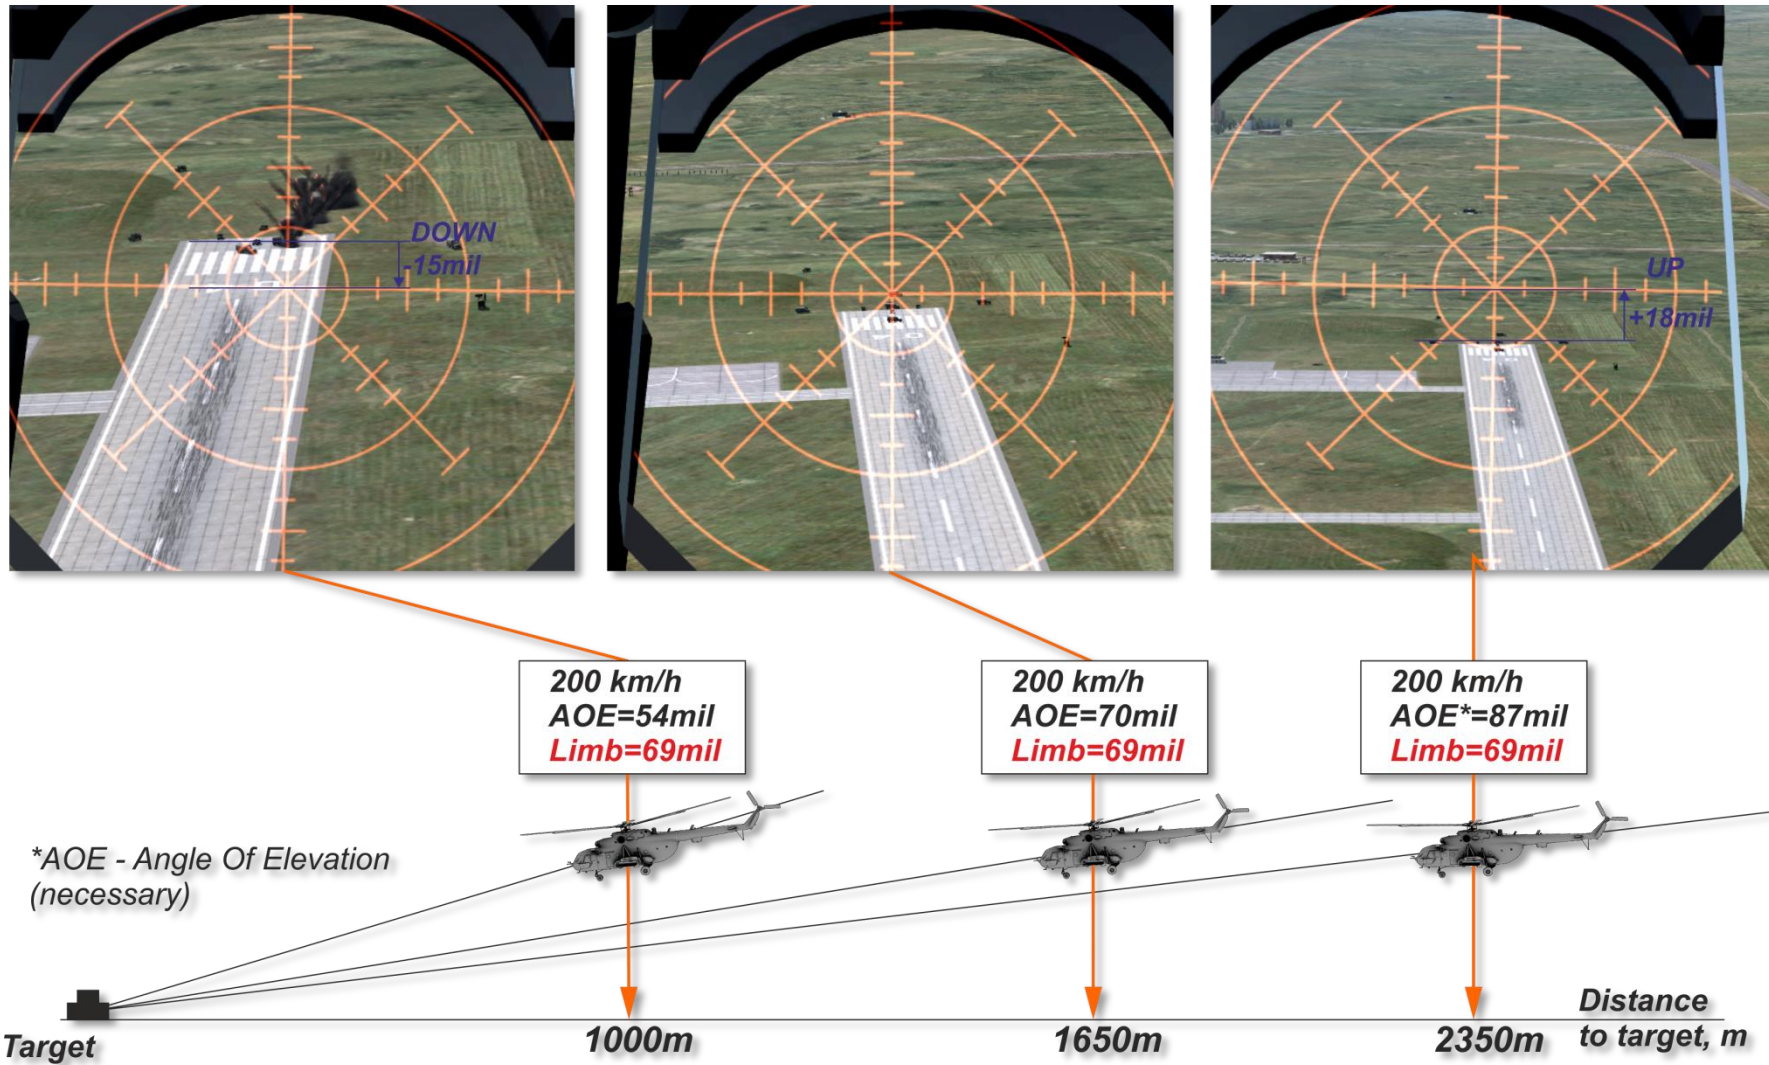 DOWN
-15mil
UP
+18mil
200 km/h
AOE=54mil
Limb=69mil
200 km/h
AOE=70mil
Limb=69mil
200 km/h
AOE*=87mil
Limb=69mil
*AOE - Angle Of Elevation
(necessary)
Target
1000m
1650m
2350m
Distance
to target, m